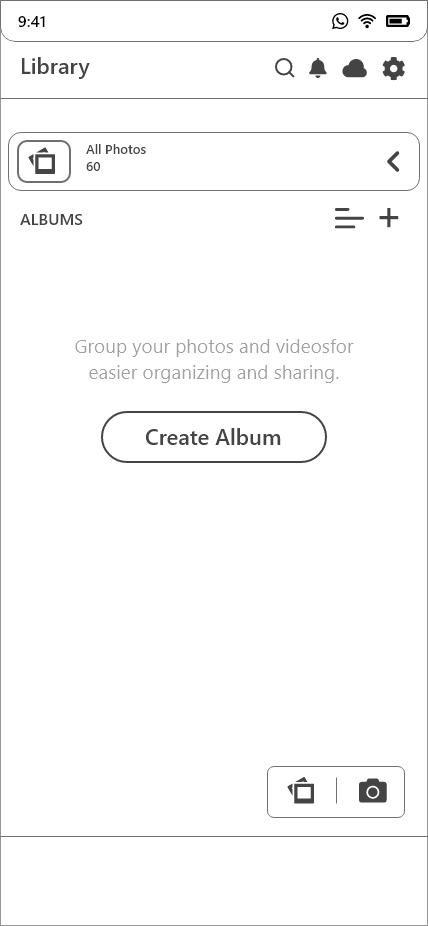 9:41
Library
All Photos
60
ALBUMS
Group your photos and videosfor
easier organizing and sharing.
Create Album